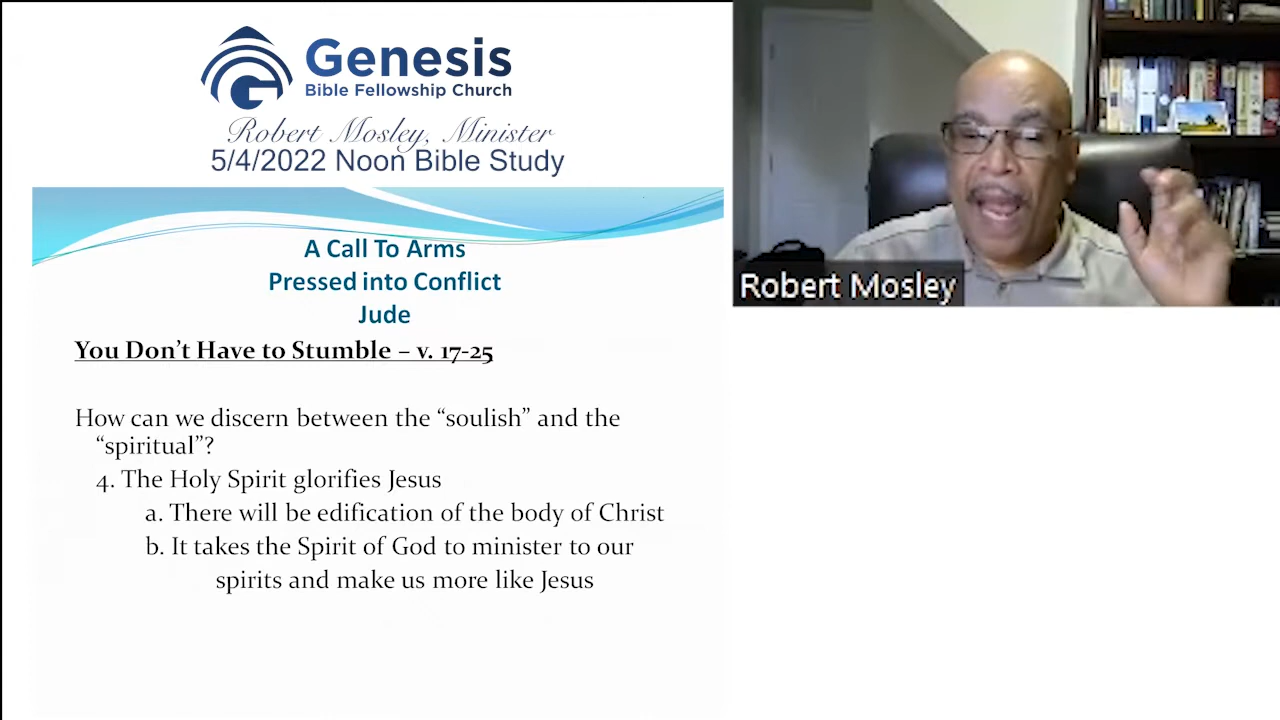 Genesis
Bible Fellowship Church
Robert Mosley, Minister
5/4/2022 Noon Bible Study
A Call To Arms
Pressed into Conflict
Jude
You Don’t Have to Stumble – v. 17-25
How can we discern between the “soulish” and the
“spiritual”?
4. The Holy Spirit glorifies Jesus
a. There will be edification of the body of Christ
b. It takes the Spirit of God to minister to our
spirits and make us more like Jesus
Robert Mosley